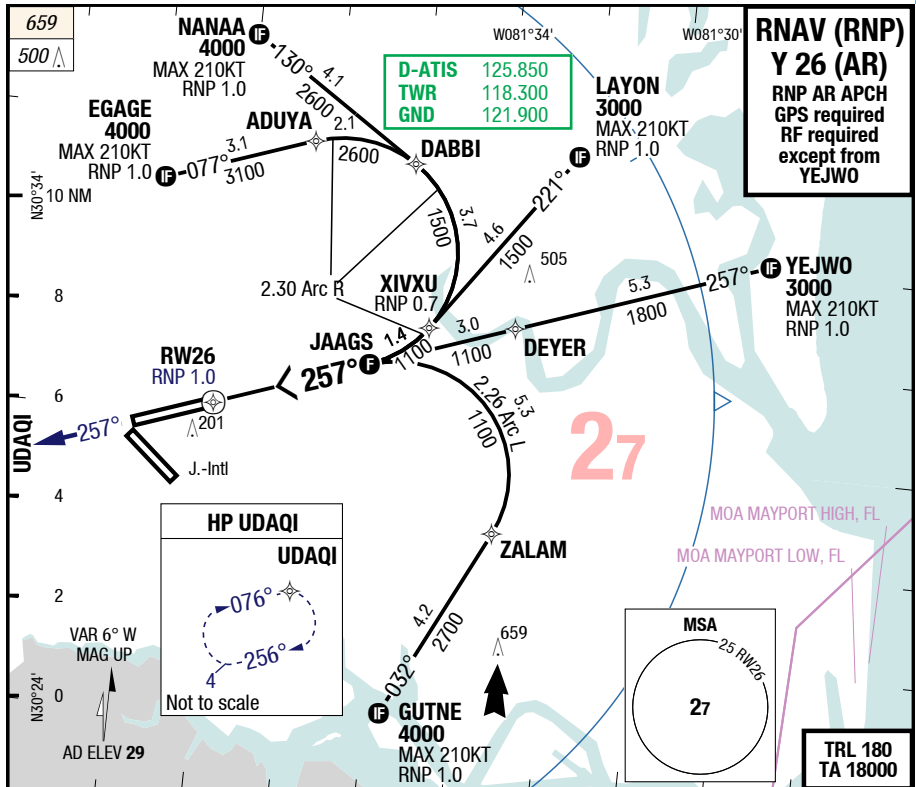 659
500
NANAA
4000
MAX 210KT
RNP 1.0
130°
4.1
2600
W081°34'
W081°30'
RNAV (RNP)
Y 26 (AR)
RNP AR APCH
GPS required
RF required
except from
YEJWO
D-ATIS 125.850
TWR 118.300
GND 121.900
LAYON
3000
MAX 210KT
RNP 1.0
221°
4.6
1500
EGAGE
4000
MAX 210KT
RNP 1.0
077°
3.1
3100
ADUYA
2.1
2600
DABBI
N30°34'
10 NM
3.7
1500
505
YEJWO
3000
MAX 210KT
RNP 1.0
257°
5.3
1800
8
2.30 Arc R
XIVXU
RNP 0.7
3.0
1100
DEYER
JAAGS
1.4
1100
257°
RW26
RNP 1.0
6
201
257°
UDAQI
J.-Intl
5.3
2.26 Arc L
1100
27
4
HP UDAQI
UDAQI
076°
256°
4
Not to scale
ZALAM
MOA MAYPORT HIGH, FL
MOA MAYPORT LOW, FL
2
4.2
2700
659
VAR 6° W
MAG UP
MSA
25 RW26
27
032°
N30°24'
0
AD ELEV 29
GUTNE
4000
MAX 210KT
RNP 1.0
TRL 180
TA 18000
IF
IF
IF
IF
F
IF